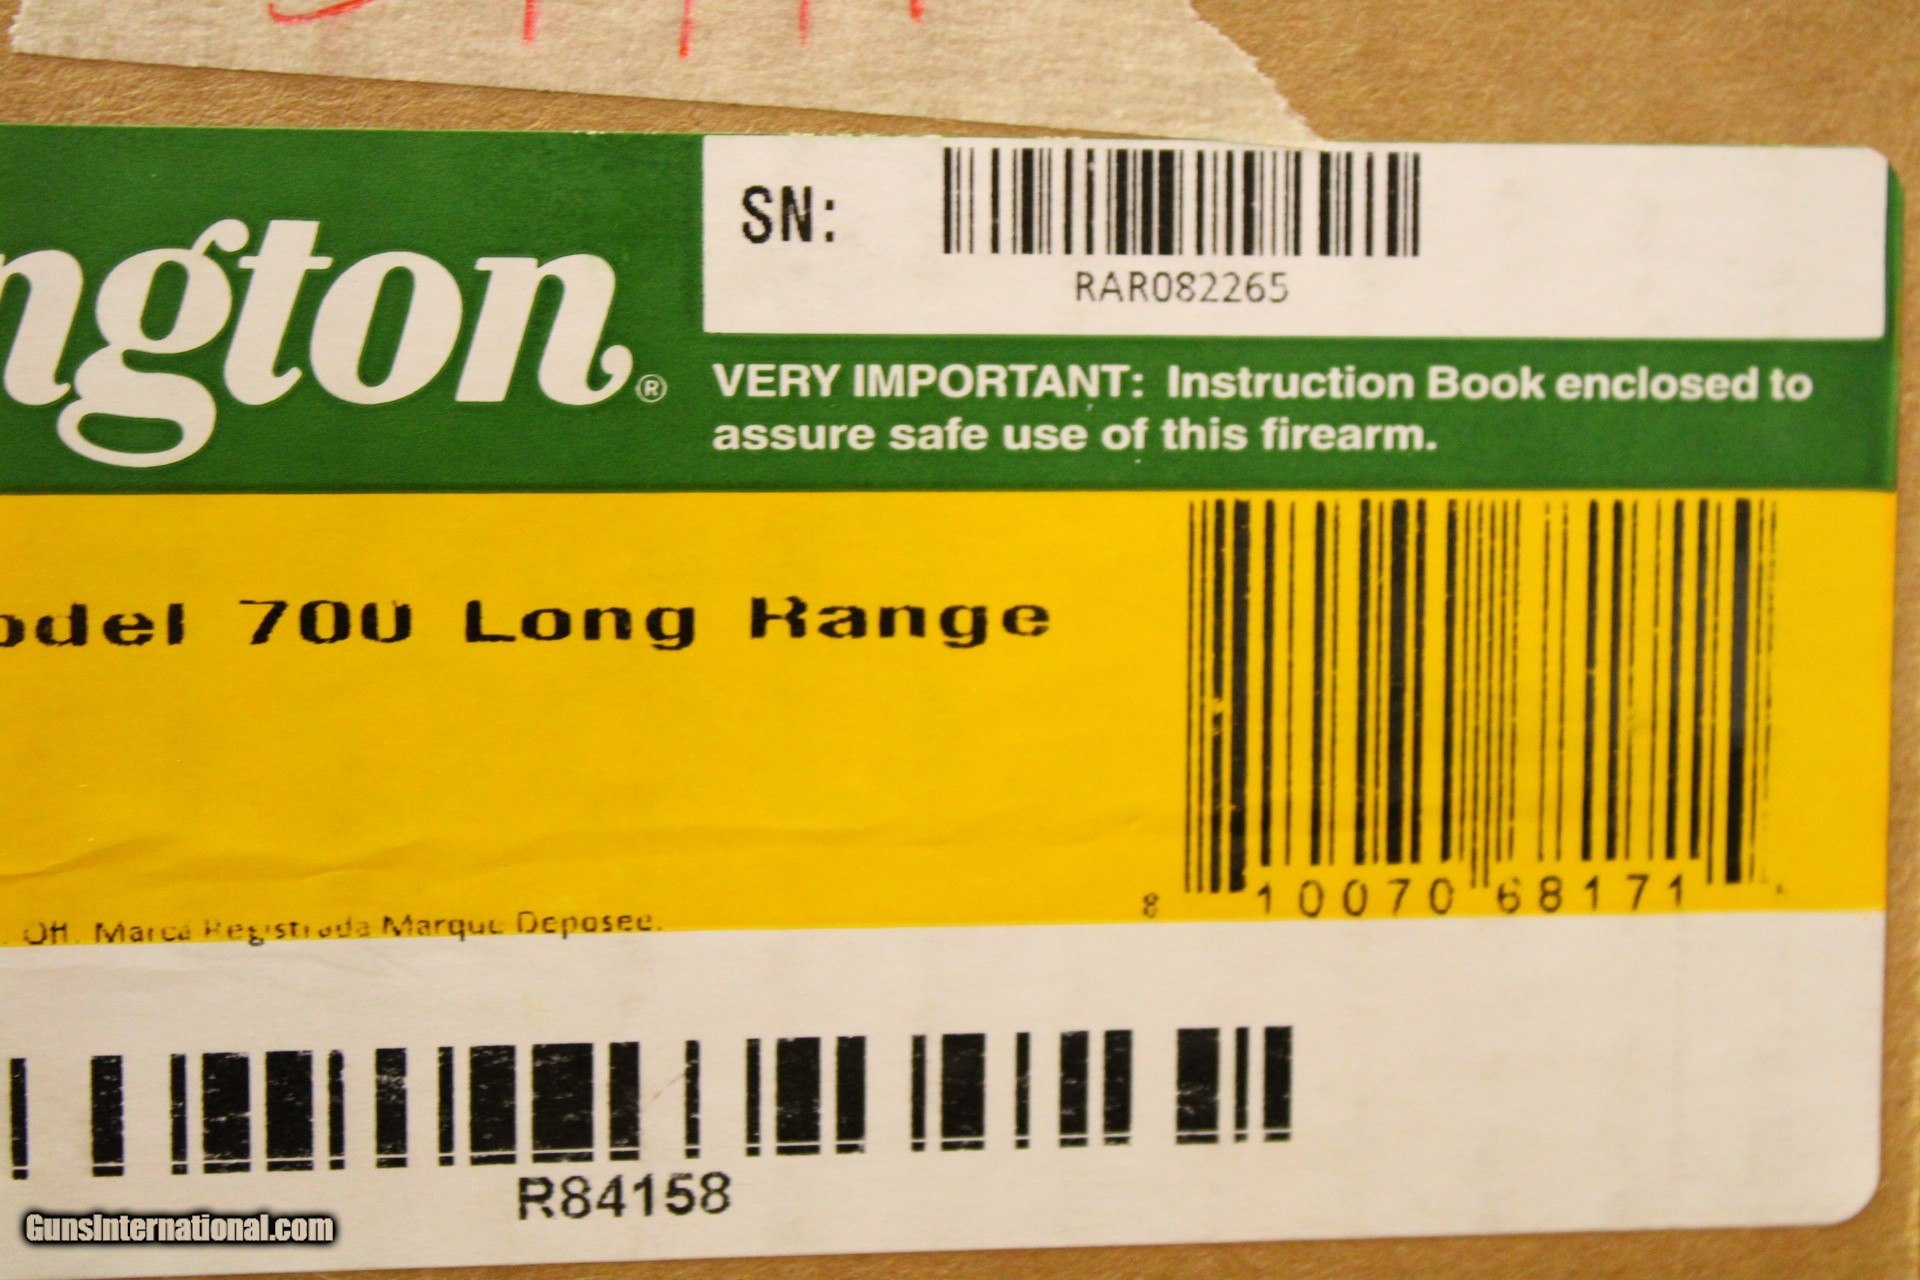 SN:
RAR082265
ngton®
VERY IMPORTANT: Instruction Book enclosed to
assure safe use of this firearm.
odel 700 Long Range
8 10070 68171
. Off. Marca Registrada Marque Deposee.
R84158
GunsInternational.com